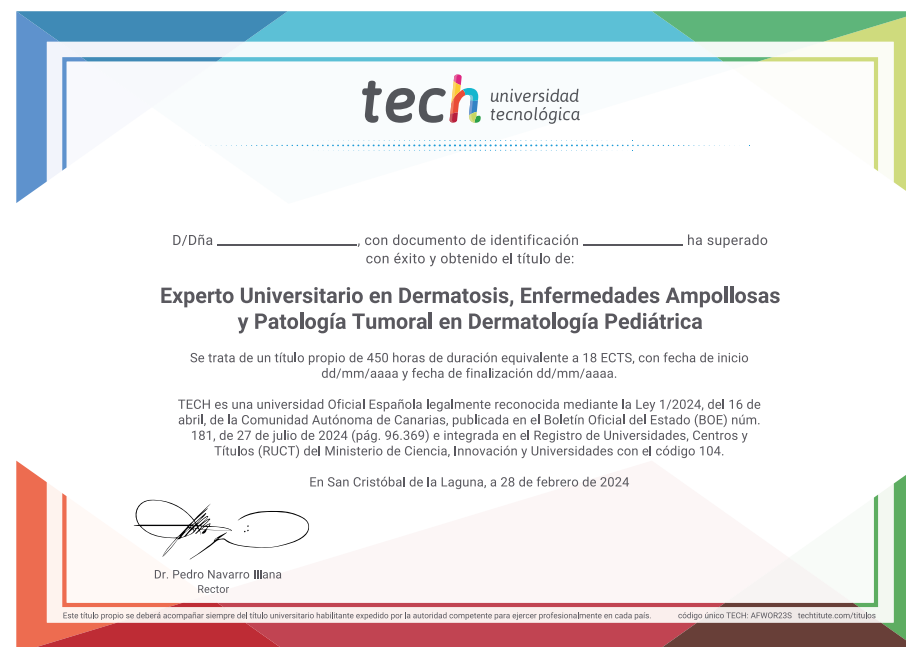 tech universidad
tecnológica
D/Dña ____________________, con documento de identificación ______________ ha superado
con éxito y obtenido el título de:
Experto Universitario en Dermatosis, Enfermedades Ampollosas
y Patología Tumoral en Dermatología Pediátrica
Se trata de un título propio de 450 horas de duración equivalente a 18 ECTS, con fecha de inicio
dd/mm/aaaa y fecha de finalización dd/mm/aaaa.
TECH es una universidad Oficial Española legalmente reconocida mediante la Ley 1/2024, del 16 de
abril, de la Comunidad Autónoma de Canarias, publicada en el Boletín Oficial del Estado (BOE) núm.
181, de 27 de julio de 2024 (pág. 96.369) e integrada en el Registro de Universidades, Centros y
Títulos (RUCT) del Ministerio de Ciencia, Innovación y Universidades con el código 104.
En San Cristóbal de la Laguna, a 28 de febrero de 2024
Dr. Pedro Navarro Illana
Rector
Este título propio se deberá acompañar siempre del título universitario habilitante expedido por la autoridad competente para ejercer profesionalmente en cada país. código único TECH: AFWOR23S techtitute.com/titulos